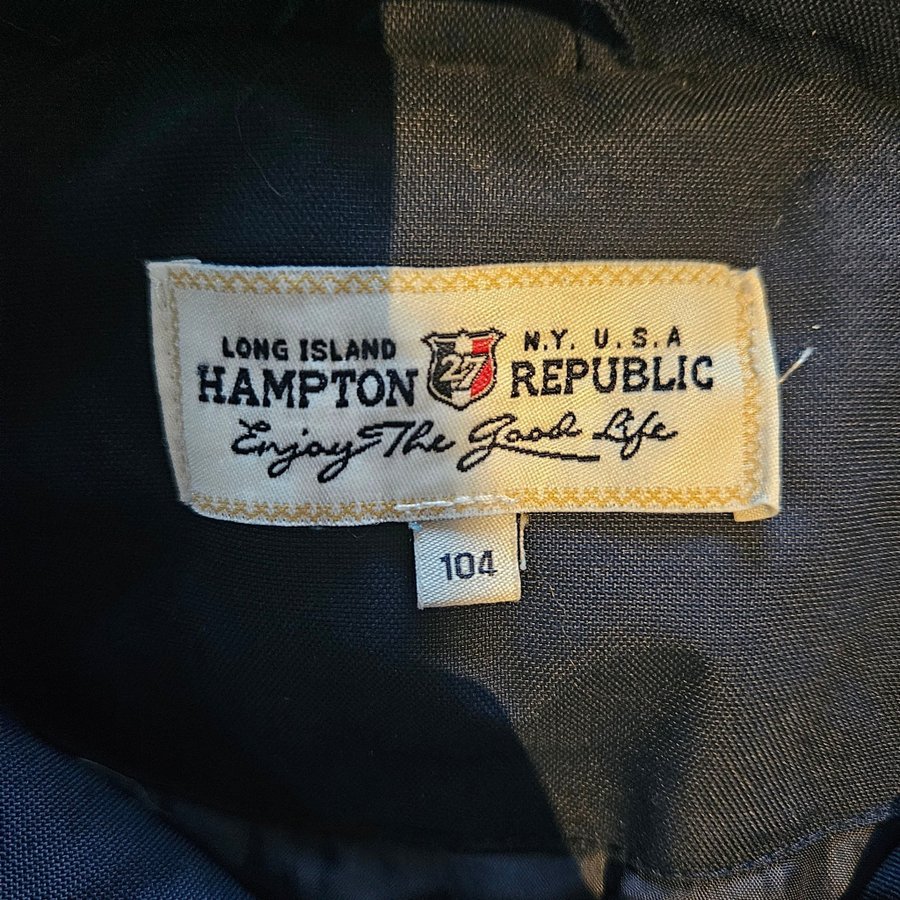 LONG ISLAND N.Y. U.S.A
HAMPTON 27 REPUBLIC
Enjoy The Good Life
104